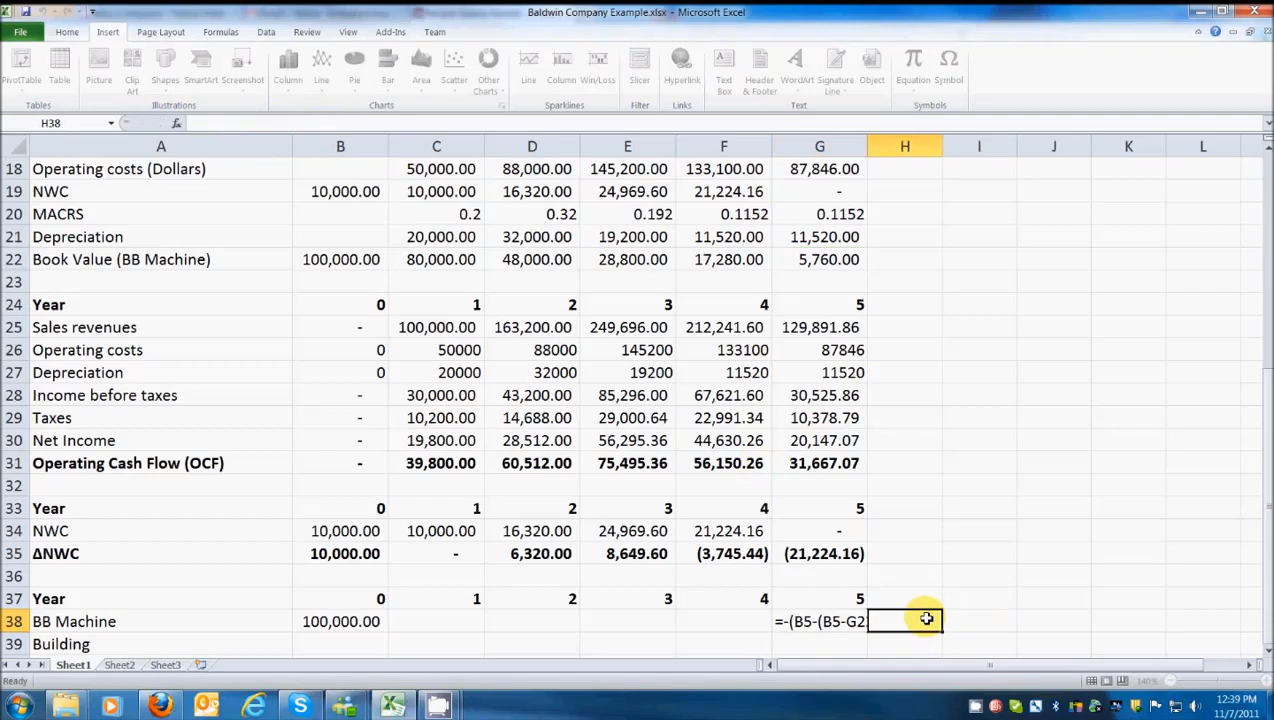 Baldwin Company Example.xlsx - Microsoft Excel
File Home Insert Page Layout Formulas Data Review View Add-Ins Team
PivotTable Table Picture Clip Art Shapes SmartArt Screenshot Column Line Pie Bar Area Scatter Other Charts Line Column Win/Loss Slicer Hyperlink Text Box Header & Footer WordArt Signature Line Object Equation Symbol
Tables Illustrations Charts Sparklines Filter Links Text Symbols
H38 fx
A B C D E F G H I J K L
18 Operating costs (Dollars) 50,000.00 88,000.00 145,200.00 133,100.00 87,846.00
19 NWC 10,000.00 10,000.00 16,320.00 24,969.60 21,224.16 -
20 MACRS 0.2 0.32 0.192 0.1152 0.1152
21 Depreciation 20,000.00 32,000.00 19,200.00 11,520.00 11,520.00
22 Book Value (BB Machine) 100,000.00 80,000.00 48,000.00 28,800.00 17,280.00 5,760.00
23
24 Year 0 1 2 3 4 5
25 Sales revenues - 100,000.00 163,200.00 249,696.00 212,241.60 129,891.86
26 Operating costs 0 50000 88000 145200 133100 87846
27 Depreciation 0 20000 32000 19200 11520 11520
28 Income before taxes - 30,000.00 43,200.00 85,296.00 67,621.60 30,525.86
29 Taxes - 10,200.00 14,688.00 29,000.64 22,991.34 10,378.79
30 Net Income - 19,800.00 28,512.00 56,295.36 44,630.26 20,147.07
31 Operating Cash Flow (OCF) - 39,800.00 60,512.00 75,495.36 56,150.26 31,667.07
32
33 Year 0 1 2 3 4 5
34 NWC 10,000.00 10,000.00 16,320.00 24,969.60 21,224.16 -
35 ΔNWC 10,000.00 - 6,320.00 8,649.60 (3,745.44) (21,224.16)
36
37 Year 0 1 2 3 4 5
38 BB Machine 100,000.00 =-(B5-(B5-G2
39 Building
Sheet1 Sheet2 Sheet3
Ready 140%
12:39 PM
11/7/2011